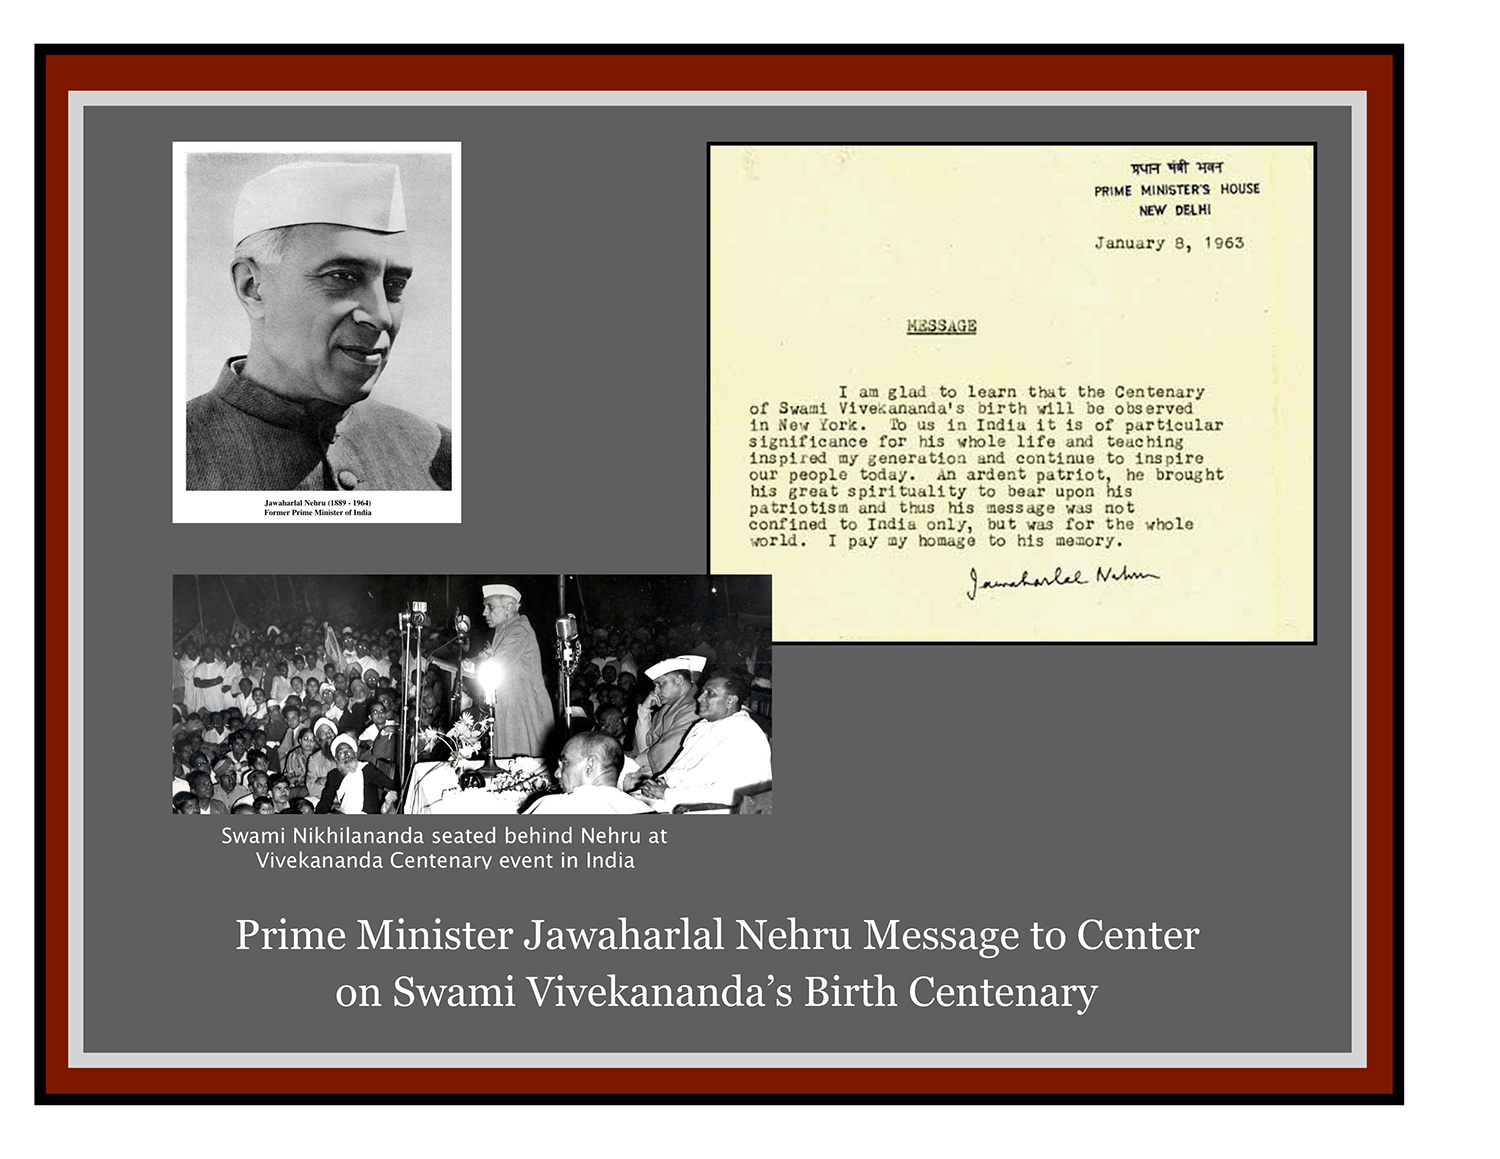 Jawaharlal Nehru (1889 - 1964)
Former Prime Minister of India
प्रधान मंत्री भवन
PRIME MINISTER'S HOUSE
NEW DELHI
January 8, 1963
MESSAGE
I am glad to learn that the Centenary
of Swami Vivekananda's birth will be observed
in New York. To us in India it is of particular
significance for his whole life and teaching
inspired my generation and continue to inspire
our people today. An ardent patriot, he brought
his great spirituality to bear upon his
patriotism and thus his message was not
confined to India only, but was for the whole
world. I pay my homage to his memory.
Jawaharlal Nehru
AIR
Swami Nikhilananda seated behind Nehru at
Vivekananda Centenary event in India
Prime Minister Jawaharlal Nehru Message to Center
on Swami Vivekananda’s Birth Centenary